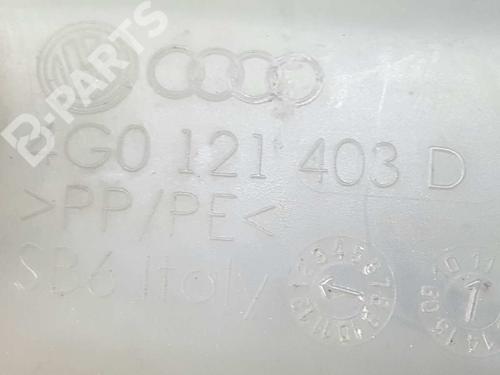 B-PARTS
4G0 121 403 D
>PP/PE<
SB6 Italy